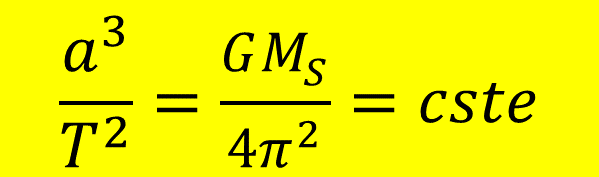 a³/T² = GM_S/4π² = cste